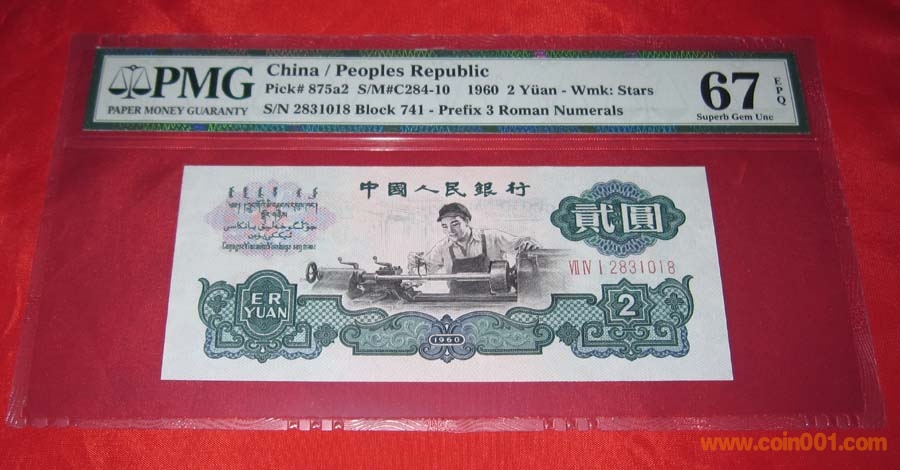 PMG
PAPER MONEY GUARANTY
China / Peoples Republic
Pick# 875a2 S/M#C284-10 1960 2 Yüan - Wmk: Stars
S/N 2831018 Block 741 - Prefix 3 Roman Numerals
67 EPQ
Superb Gem Unc
中國人民銀行
貳圓
VII IV I 2831018
ER
YUAN
1960
2
www.coin001.com